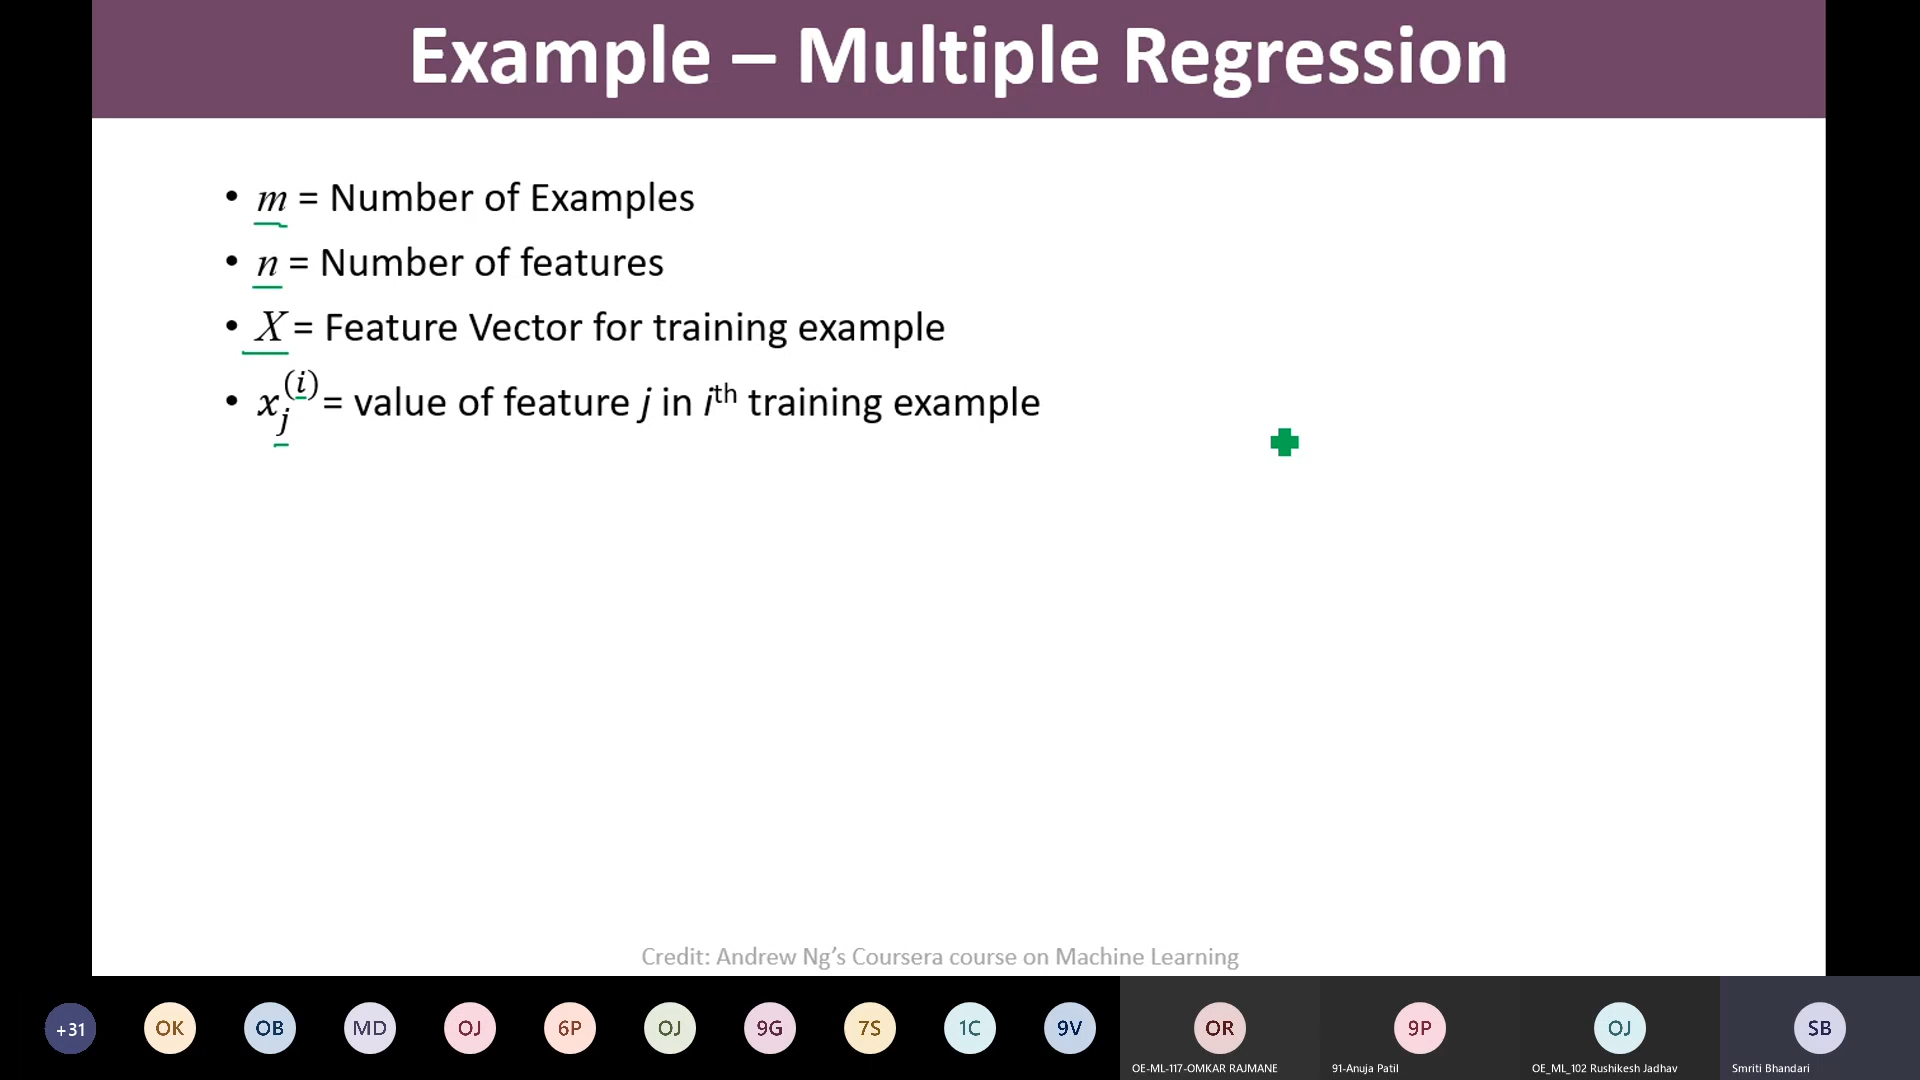 Example – Multiple Regression
• m = Number of Examples
• n = Number of features
• X = Feature Vector for training example
• x_j^(i) = value of feature j in i^th training example
Credit: Andrew Ng’s Coursera course on Machine Learning
+31 OK OB MD OJ 6P OJ 9G 7S 1C 9V OR 9P OJ SB
OE-ML-117-OMKAR RAJMANE 91-Anuja Patil OE_ML_102 Rushikesh Jadhav Smriti Bhandari